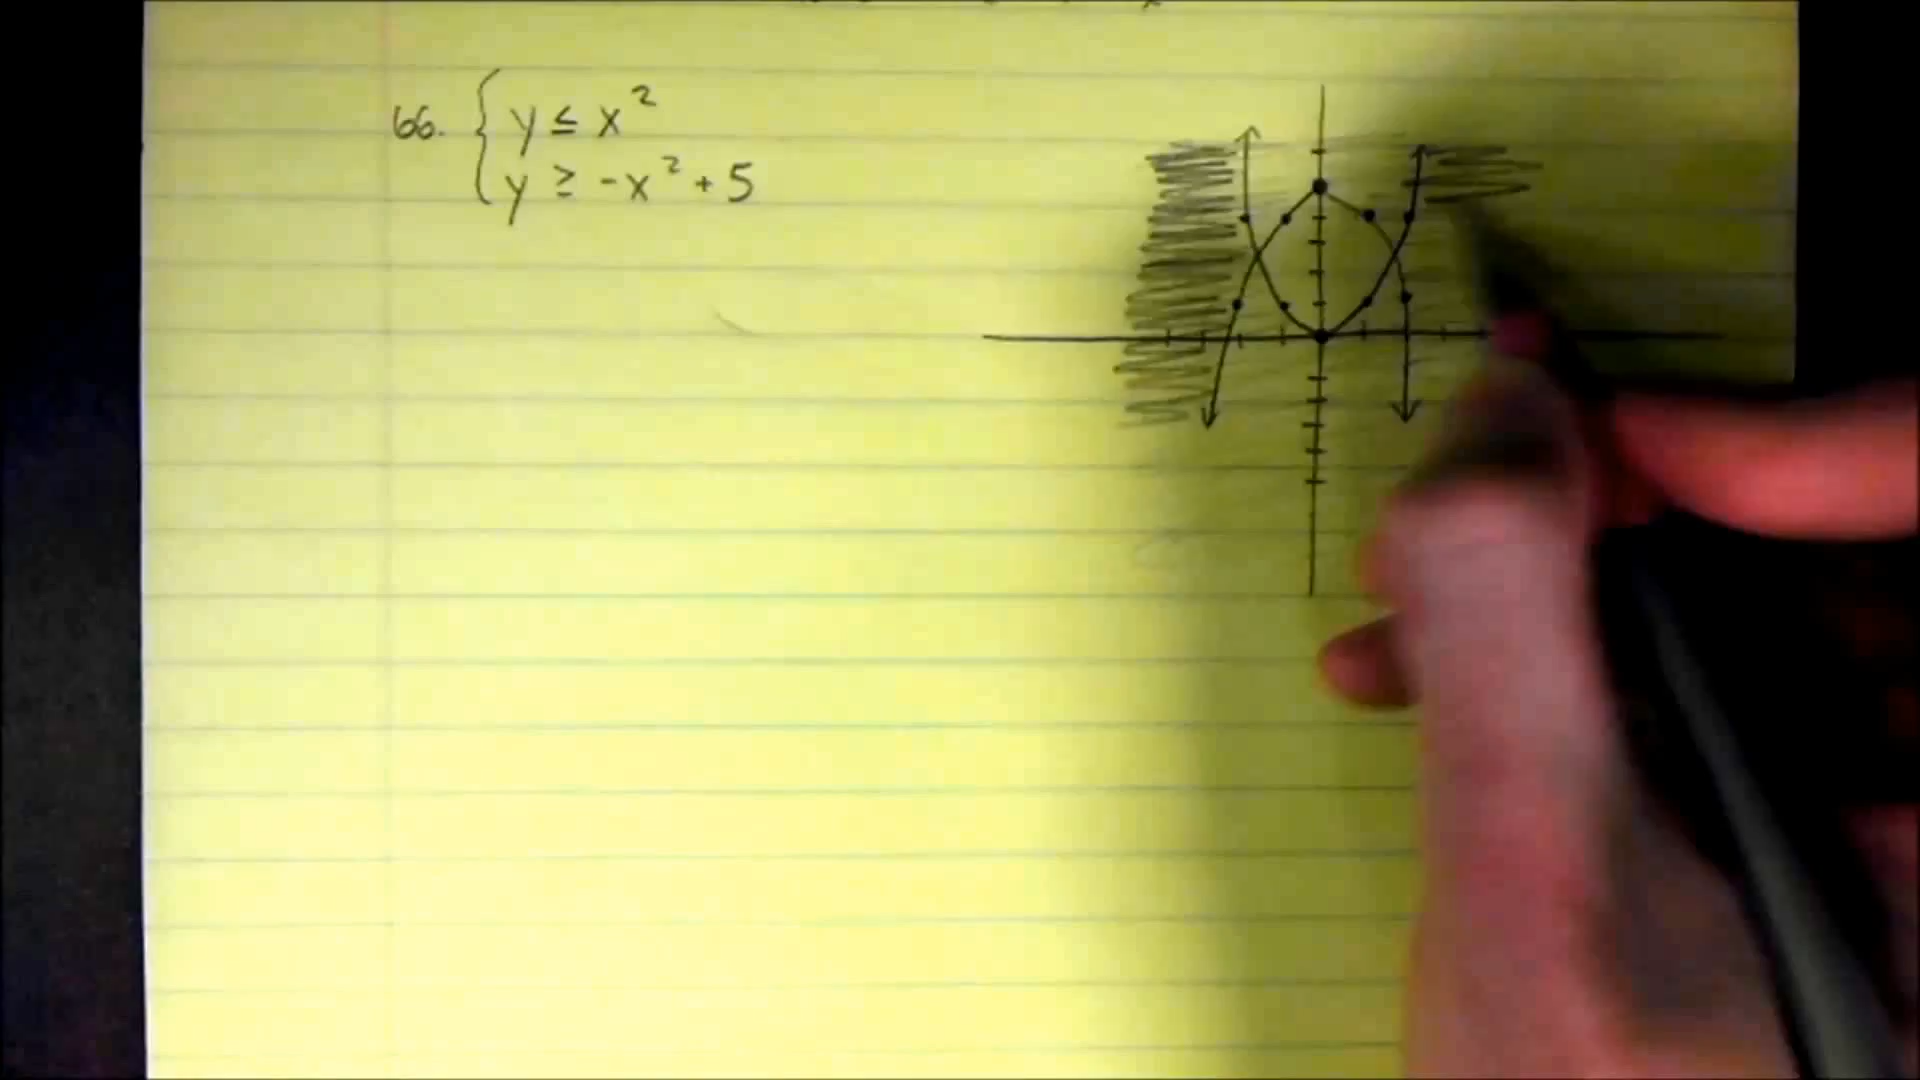 66. { y ≤ x²
y ≥ -x² + 5